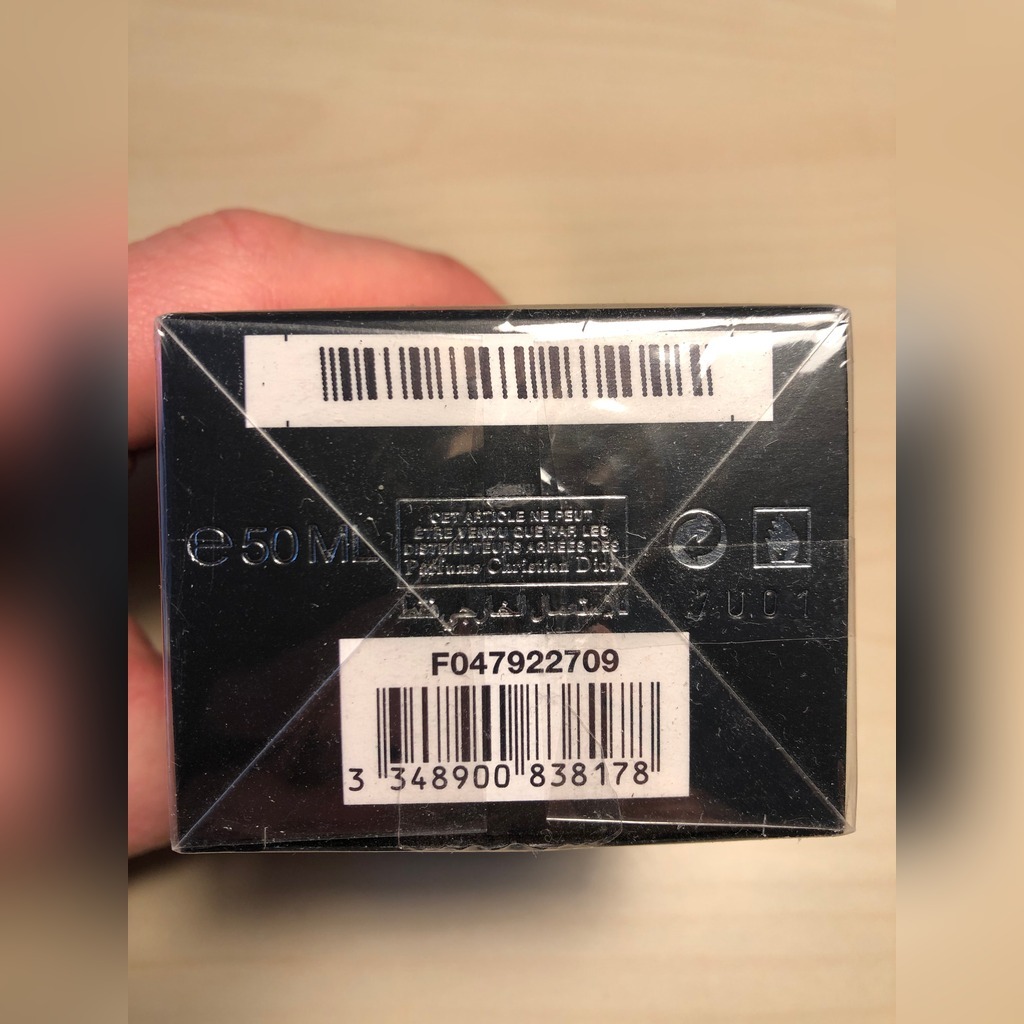 ℮ 50 ML
CET ARTICLE NE PEUT
ÊTRE VENDU QUE PAR LES
DISTRIBUTEURS AGRÉÉS DES
Parfums Christian Dior
للاستعمال الخارجي فقط
7U01
F047922709
3 348900 838178